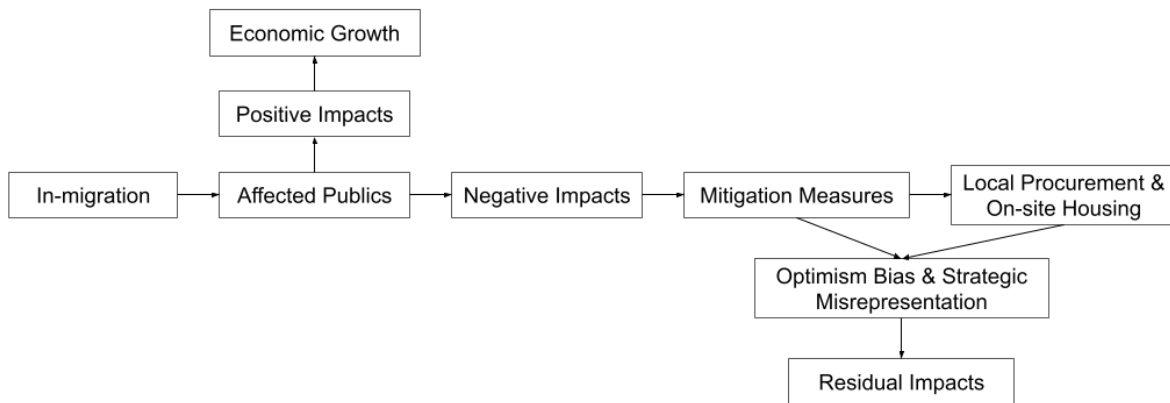 Economic Growth
Positive Impacts
In-migration
Affected Publics
Negative Impacts
Mitigation Measures
Local Procurement &
On-site Housing
Optimism Bias & Strategic
Misrepresentation
Residual Impacts